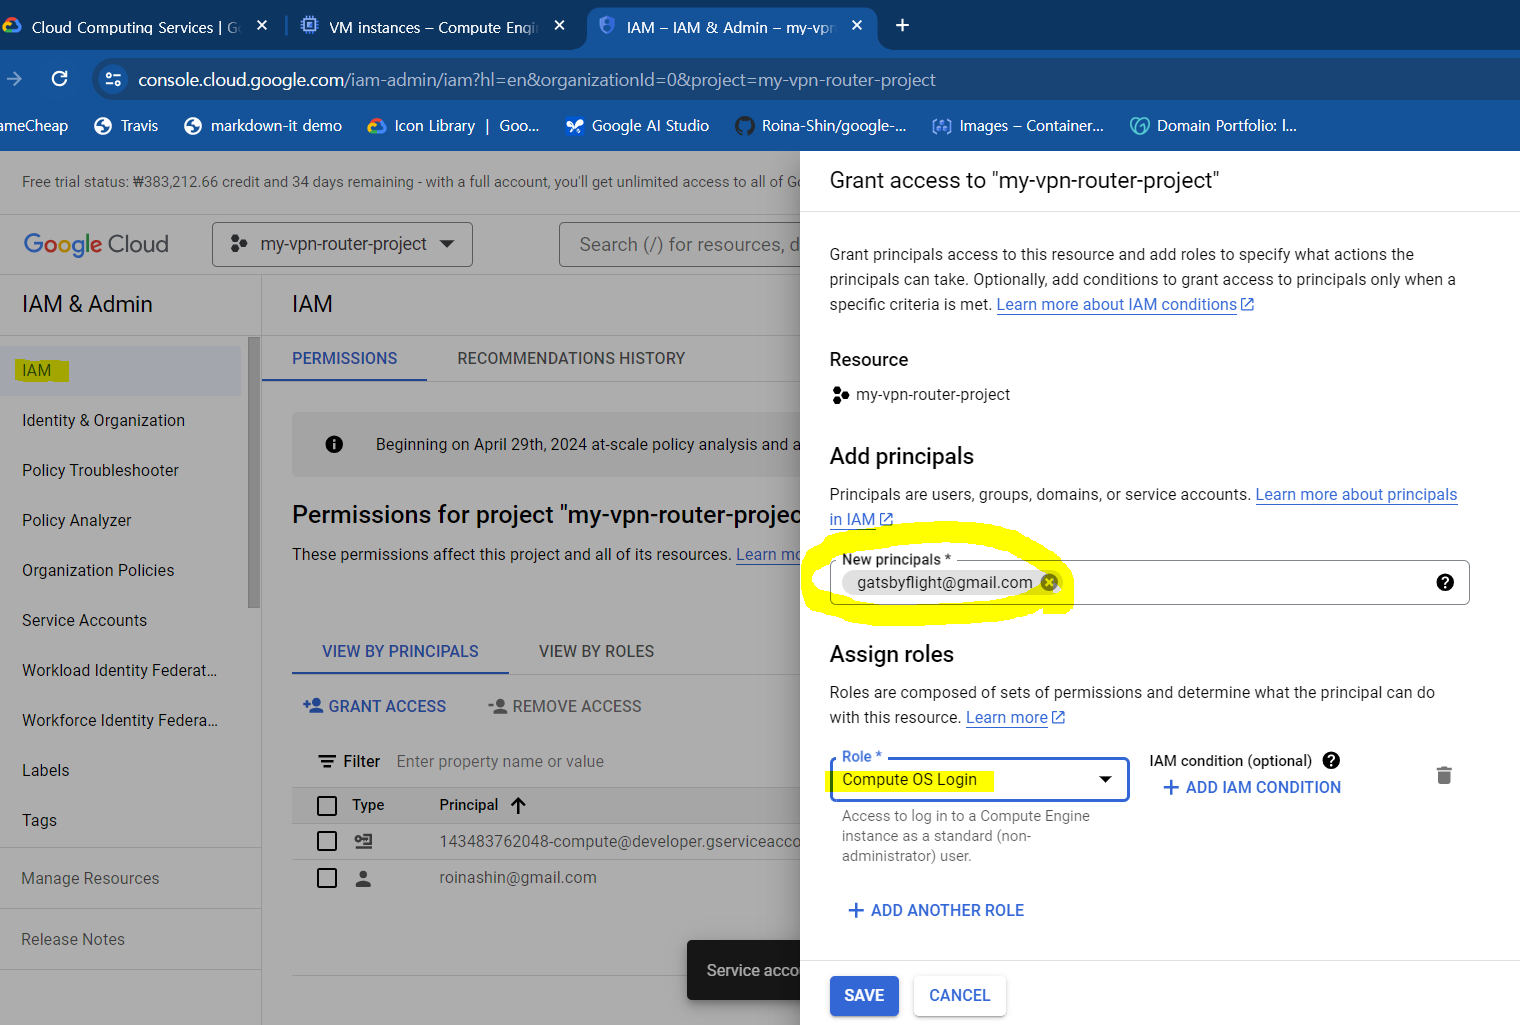 Cloud Computing Services | Go
VM instances – Compute Engin
IAM – IAM & Admin – my-vpn
console.cloud.google.com/iam-admin/iam?hl=en&organizationId=0&project=my-vpn-router-project
ameCheap
Travis
markdown-it demo
Icon Library | Goo...
Google AI Studio
Roina-Shin/google-...
Images – Container...
Domain Portfolio: l...
Free trial status: ₩383,212.66 credit and 34 days remaining - with a full account, you'll get unlimited access to all of Go
Google Cloud
my-vpn-router-project
Search (/) for resources, d
IAM & Admin
IAM
Identity & Organization
Policy Troubleshooter
Policy Analyzer
Organization Policies
Service Accounts
Workload Identity Federat...
Workforce Identity Federa...
Labels
Tags
Manage Resources
Release Notes
IAM
PERMISSIONS
RECOMMENDATIONS HISTORY
Beginning on April 29th, 2024 at-scale policy analysis and a
Permissions for project "my-vpn-router-projec
These permissions affect this project and all of its resources. Learn mo
VIEW BY PRINCIPALS
VIEW BY ROLES
GRANT ACCESS
REMOVE ACCESS
Filter Enter property name or value
Type Principal
143483762048-compute@developer.gserviceacco
roinashin@gmail.com
Service acco
Grant access to "my-vpn-router-project"
Grant principals access to this resource and add roles to specify what actions the
principals can take. Optionally, add conditions to grant access to principals only when a
specific criteria is met. Learn more about IAM conditions
Resource
my-vpn-router-project
Add principals
Principals are users, groups, domains, or service accounts. Learn more about principals
in IAM
New principals *
gatsbyflight@gmail.com
Assign roles
Roles are composed of sets of permissions and determine what the principal can do
with this resource. Learn more
Role *
Compute OS Login
Access to log in to a Compute Engine
instance as a standard (non-
administrator) user.
IAM condition (optional)
ADD IAM CONDITION
ADD ANOTHER ROLE
SAVE
CANCEL